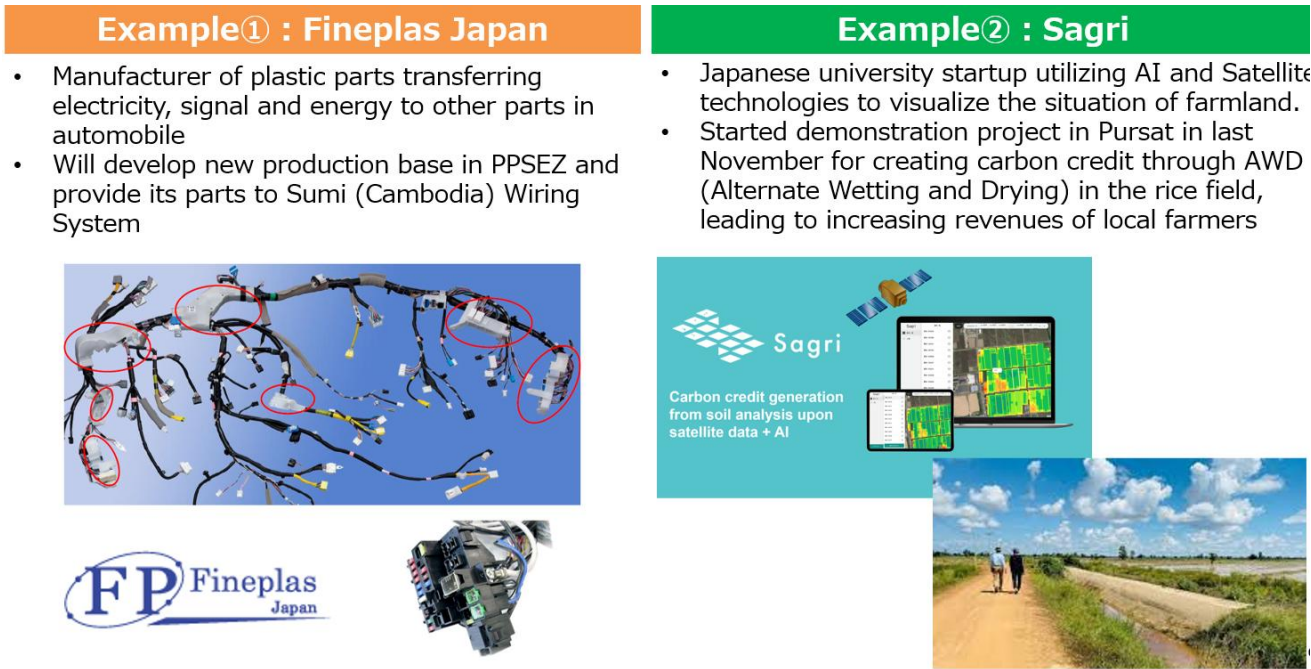 Example① : Fineplas Japan
• Manufacturer of plastic parts transferring
electricity, signal and energy to other parts in
automobile
• Will develop new production base in PPSEZ and
provide its parts to Sumi (Cambodia) Wiring
System
FP Fineplas
Japan
Example② : Sagri
• Japanese university startup utilizing AI and Satellite
technologies to visualize the situation of farmland.
• Started demonstration project in Pursat in last
November for creating carbon credit through AWD
(Alternate Wetting and Drying) in the rice field,
leading to increasing revenues of local farmers
Sagri
Carbon credit generation
from soil analysis upon
satellite data + AI
Sagri